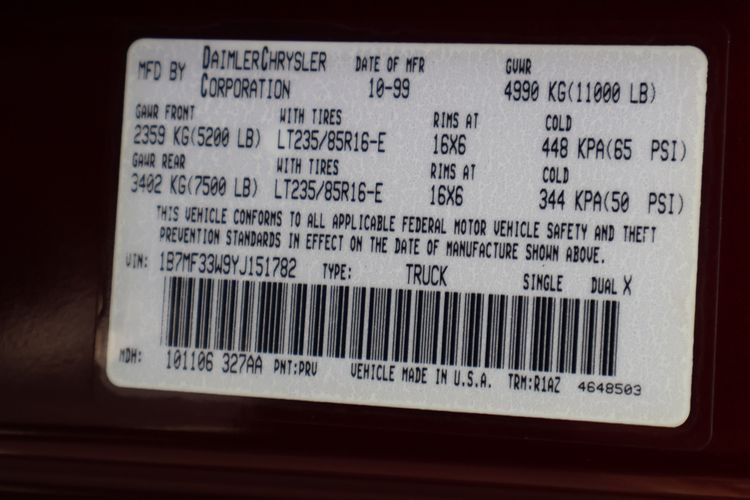 MFD BY DAIMLERCHRYSLER CORPORATION DATE OF MFR 10-99 GVWR 4990 KG(11000 LB)
GAWR FRONT WITH TIRES RIMS AT COLD
2359 KG(5200 LB) LT235/85R16-E 16X6 448 KPA(65 PSI)
GAWR REAR WITH TIRES RIMS AT COLD
3402 KG(7500 LB) LT235/85R16-E 16X6 344 KPA(50 PSI)
THIS VEHICLE CONFORMS TO ALL APPLICABLE FEDERAL MOTOR VEHICLE SAFETY AND THEFT
PREVENTION STANDARDS IN EFFECT ON THE DATE OF MANUFACTURE SHOWN ABOVE.
VIN: 1B7MF33W9YJ151782 TYPE: TRUCK SINGLE DUAL X
MDH: 101106 327AA PNT:PRV VEHICLE MADE IN U.S.A. TRM:R1AZ 4648503